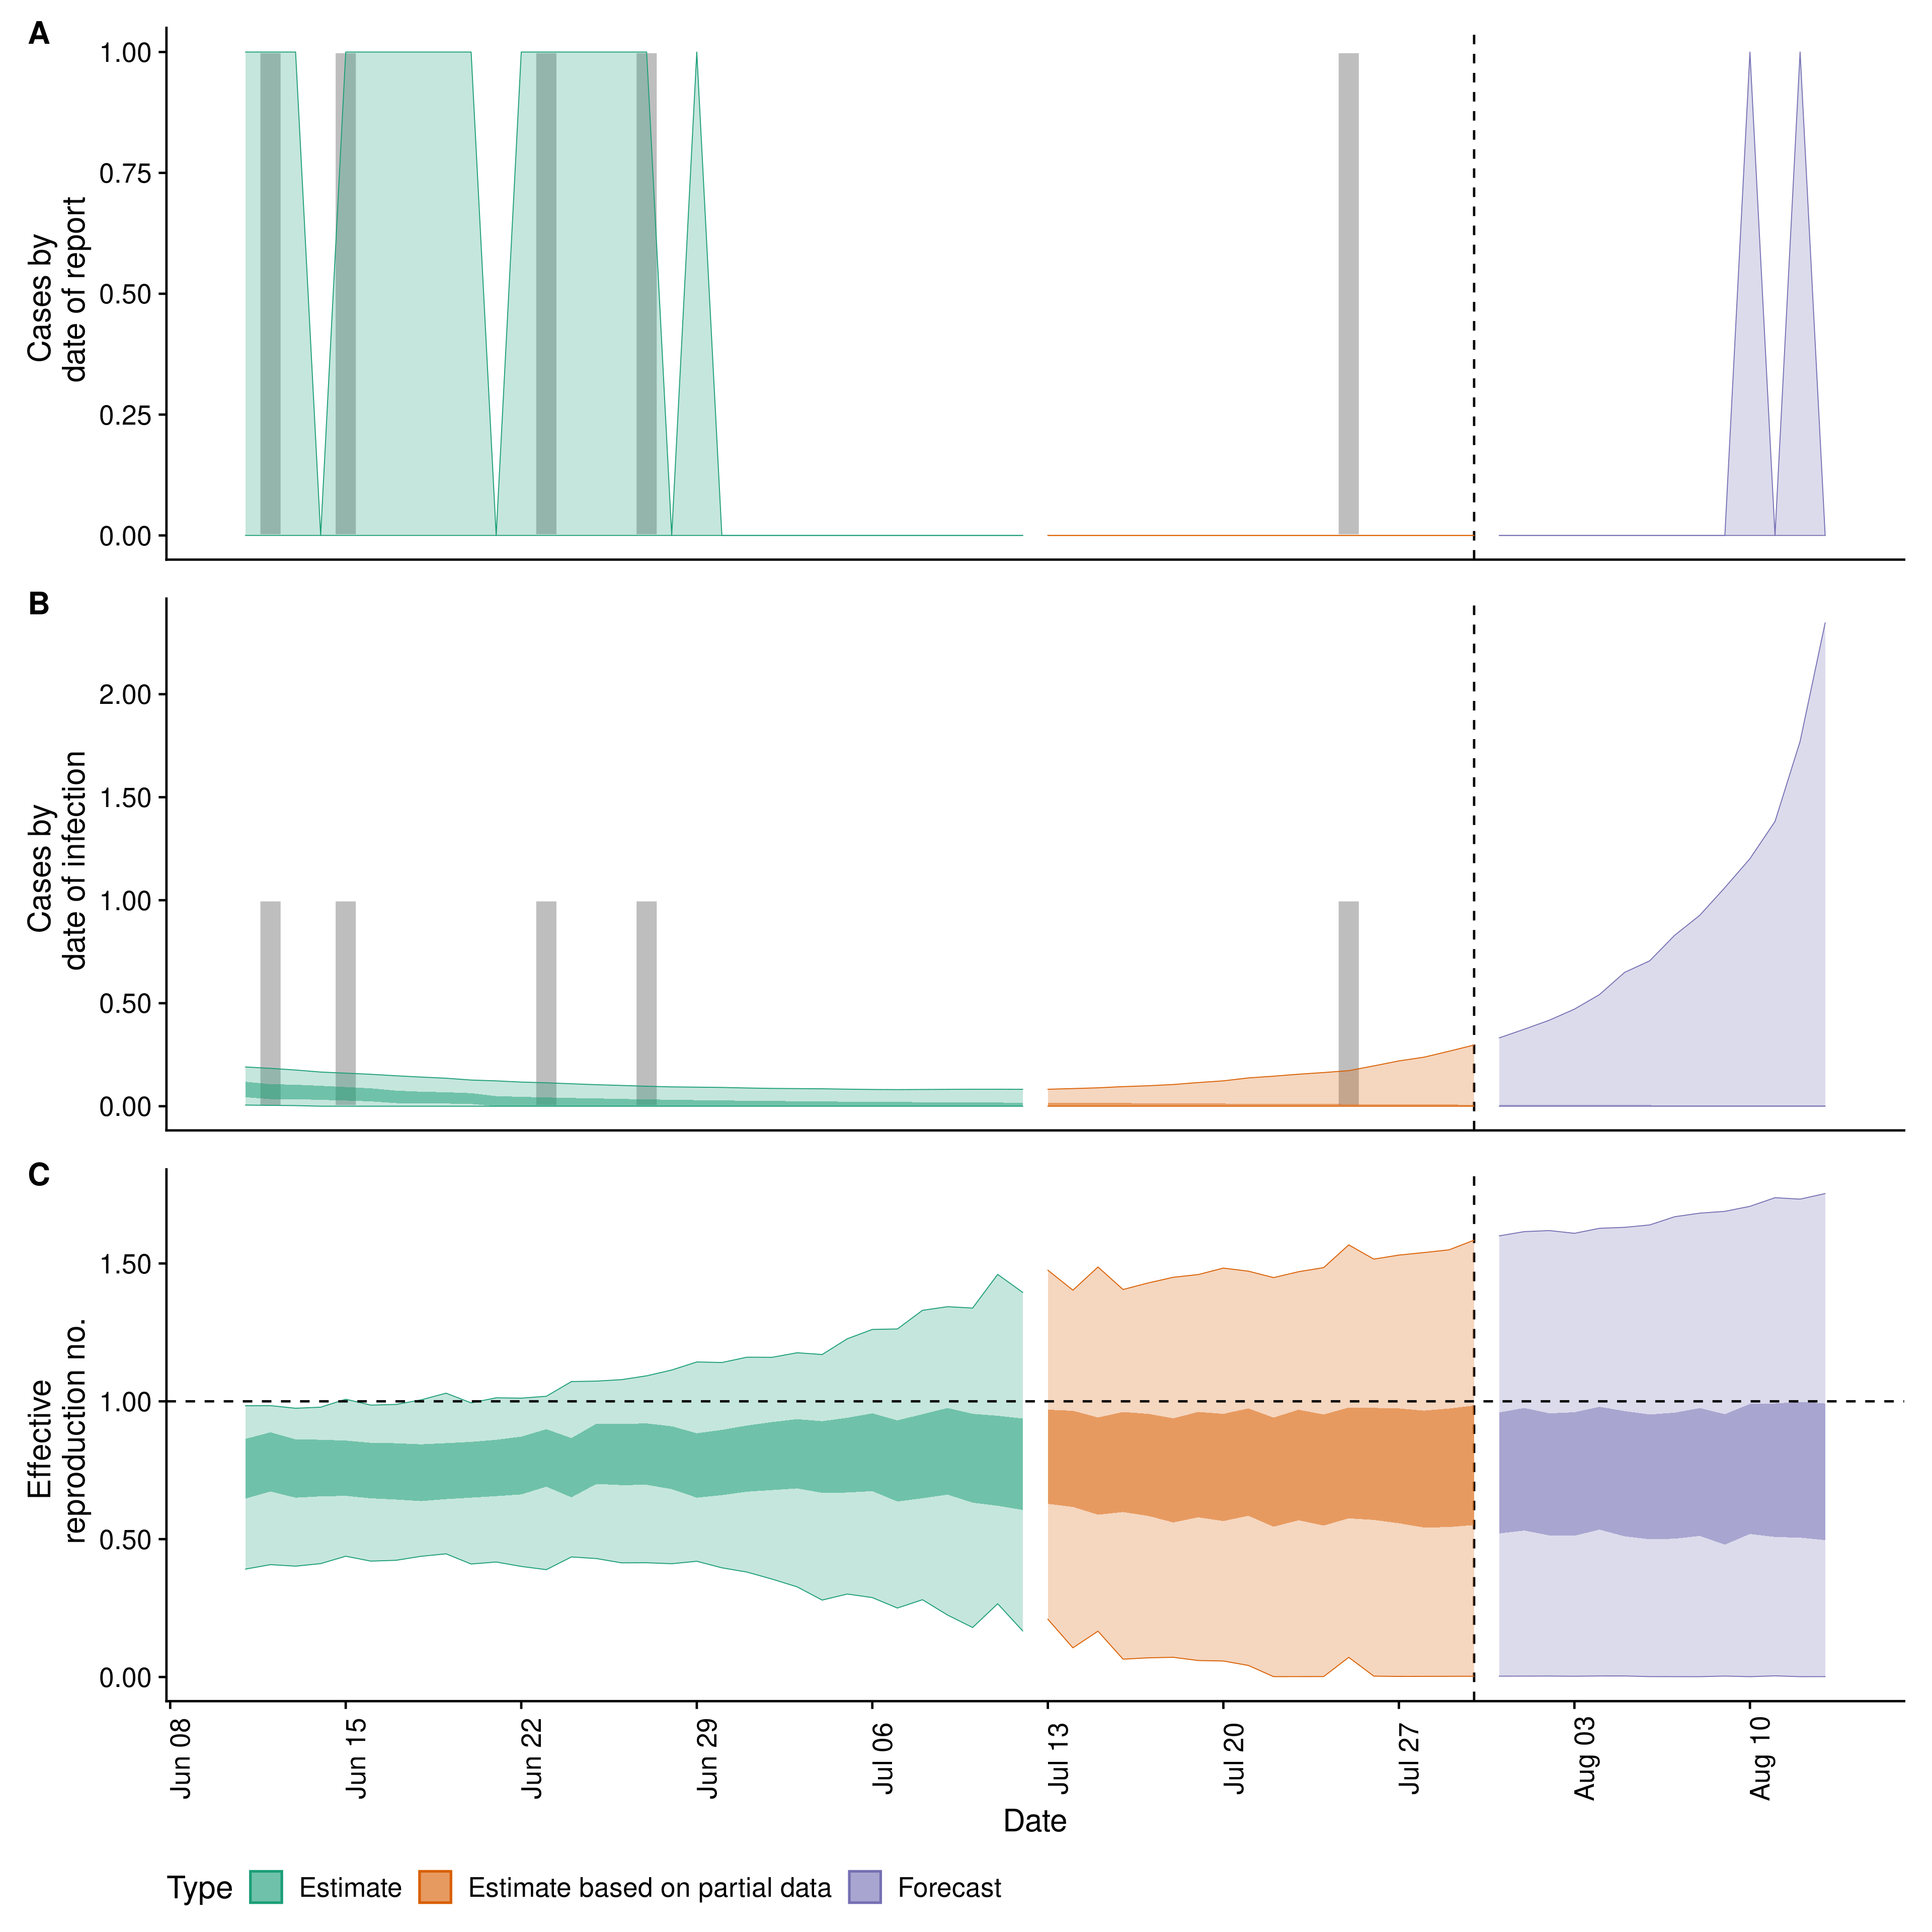 A
1.00
0.75
0.50
0.25
0.00
Cases by
date of report
B
2.00
1.50
1.00
0.50
0.00
Cases by
date of infection
C
1.50
1.00
0.50
0.00
Effective
reproduction no.
Jun 08
Jun 15
Jun 22
Jun 29
Jul 06
Jul 13
Jul 20
Jul 27
Aug 03
Aug 10
Date
Type Estimate Estimate based on partial data Forecast